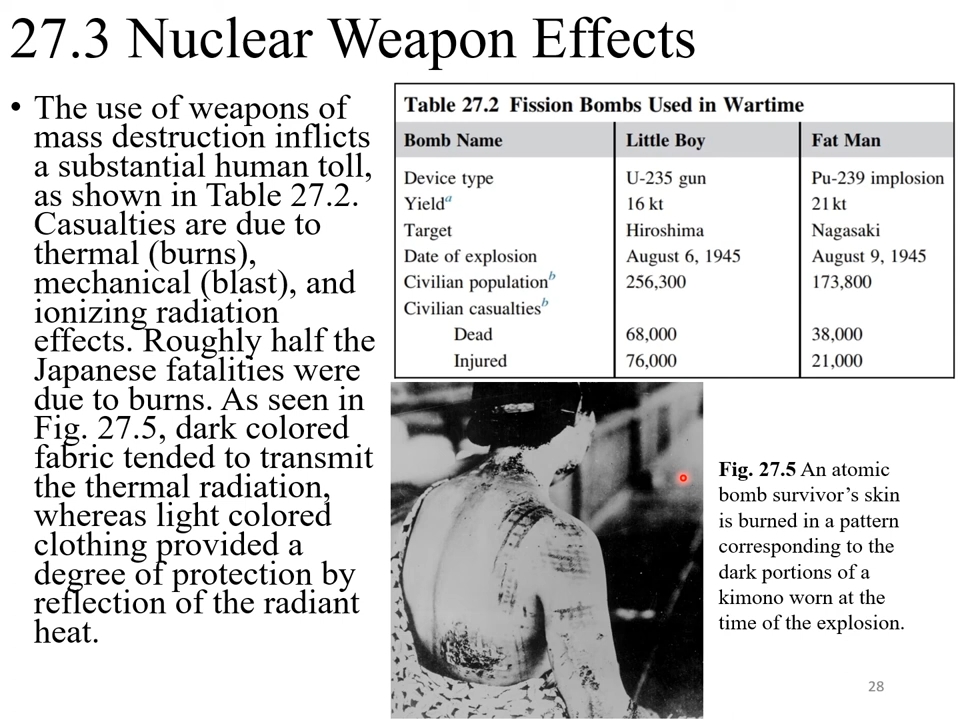 27.3 Nuclear Weapon Effects
• The use of weapons of
mass destruction inflicts
a substantial human toll,
as shown in Table 27.2.
Casualties are due to
thermal (burns),
mechanical (blast), and
ionizing radiation
effects. Roughly half the
Japanese fatalities were
due to burns. As seen in
Fig. 27.5, dark colored
fabric tended to transmit
the thermal radiation,
whereas light colored
clothing provided a
degree of protection by
reflection of the radiant
heat.
Table 27.2 Fission Bombs Used in Wartime
Bomb Name Little Boy Fat Man
Device type U-235 gun Pu-239 implosion
Yieldᵃ 16 kt 21 kt
Target Hiroshima Nagasaki
Date of explosion August 6, 1945 August 9, 1945
Civilian populationᵇ 256,300 173,800
Civilian casualtiesᵇ
Dead 68,000 38,000
Injured 76,000 21,000
Fig. 27.5 An atomic
bomb survivor’s skin
is burned in a pattern
corresponding to the
dark portions of a
kimono worn at the
time of the explosion.
28